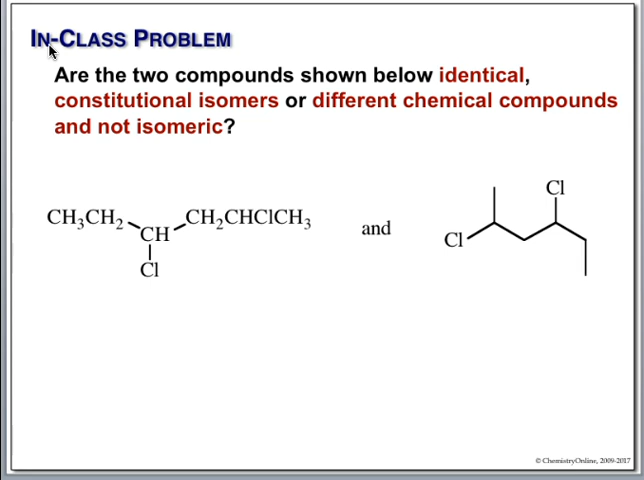 IN-CLASS PROBLEM
Are the two compounds shown below identical,
constitutional isomers or different chemical compounds
and not isomeric?
CH₃CH₂ CH CH₂CHClCH₃ and Cl Cl
Cl
© ChemistryOnline, 2009-2017